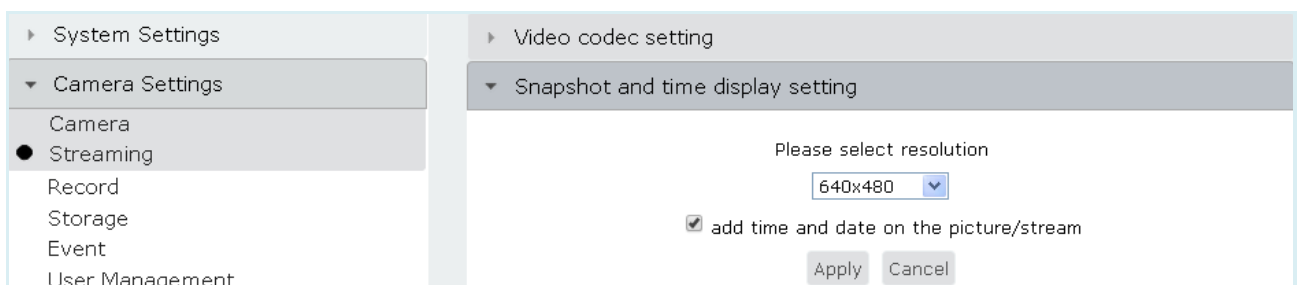 System Settings
Camera Settings
Camera
Streaming
Record
Storage
Event
User Management
Video codec setting
Snapshot and time display setting
Please select resolution
640x480
add time and date on the picture/stream
Apply Cancel